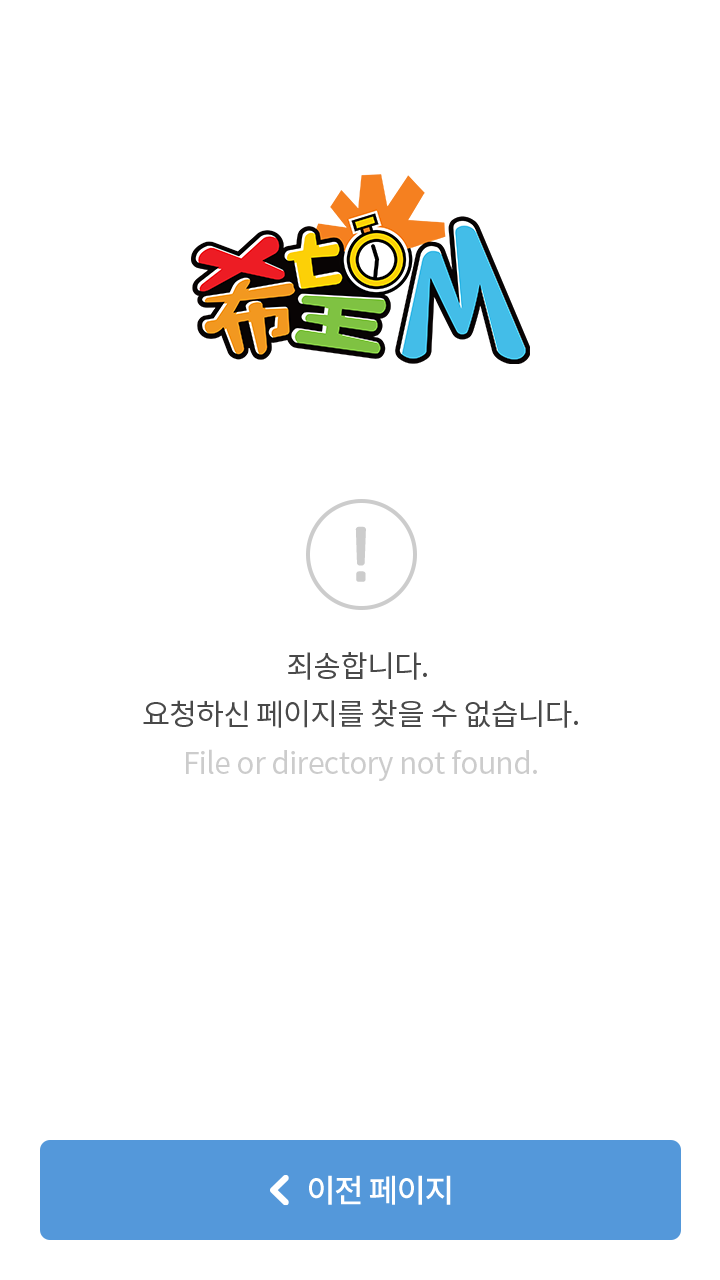 希望M
죄송합니다.
요청하신 페이지를 찾을 수 없습니다.
File or directory not found.
이전 페이지